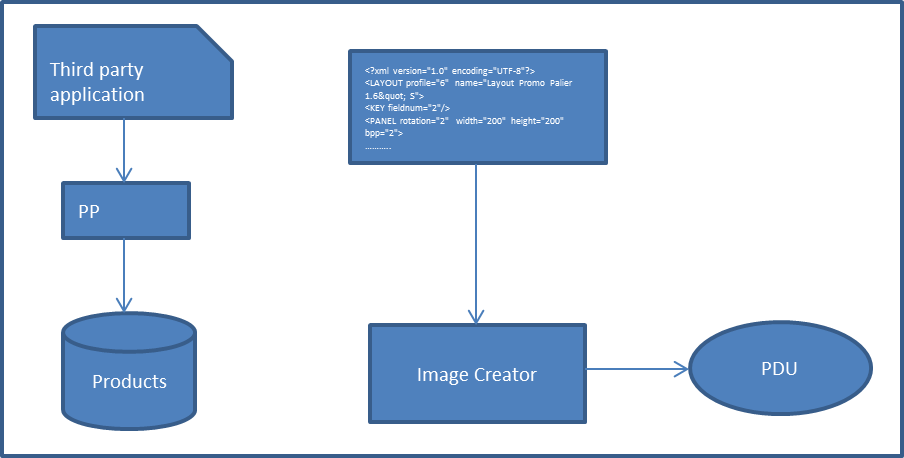 Third party
application
<?xml version="1.0" encoding="UTF-8"?>
<LAYOUT profile="6" name="Layout Promo Palier
1.6&quot; S">
<KEY fieldnum="2"/>
<PANEL rotation="2" width="200" height="200"
bpp="2">
...........
PP
Products
Image Creator
PDU